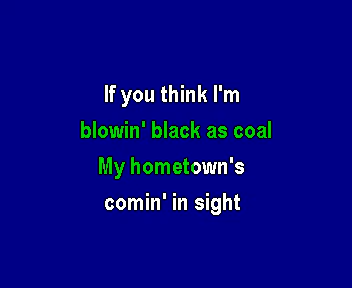 If you think I'm
blowin' black as coal
My hometown's
comin' in sight